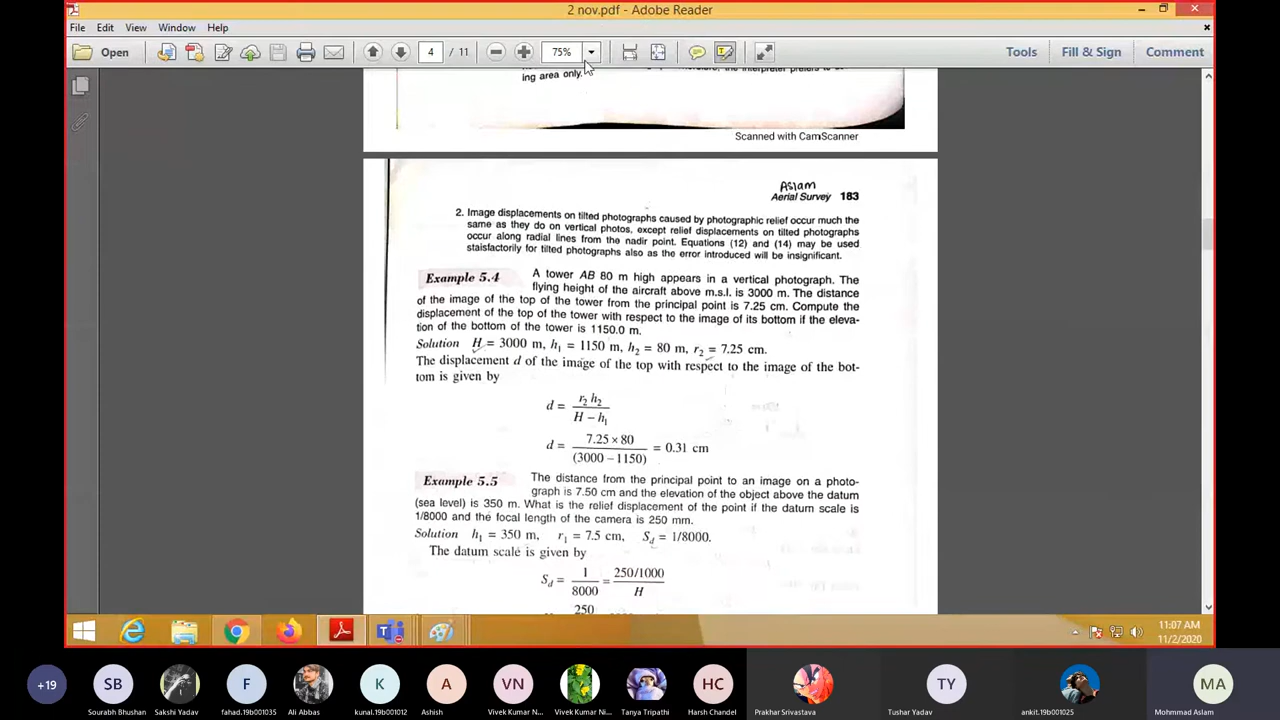 2 nov.pdf - Adobe Reader
File Edit View Window Help
Open 4 / 11 75% Tools Fill & Sign Comment
ing area only.
Scanned with CamScanner
Aslam
Aerial Survey 183
2. Image displacements on tilted photographs caused by photographic relief occur much the
same as they do on vertical photos, except relief displacements on tilted photographs
occur along radial lines from the nadir point. Equations (12) and (14) may be used
staisfactorily for tilted photographs also as the error introduced will be insignificant.
Example 5.4 A tower AB 80 m high appears in a vertical photograph. The
flying height of the aircraft above m.s.l. is 3000 m. The distance
of the image of the top of the tower from the principal point is 7.25 cm. Compute the
displacement of the top of the tower with respect to the image of its bottom if the eleva-
tion of the bottom of the tower is 1150.0 m.
Solution H = 3000 m, h₁ = 1150 m, h₂ = 80 m, r₂ = 7.25 cm.
The displacement d of the image of the top with respect to the image of the bot-
tom is given by
d = r₂ h₂ / H – h₁
d = 7.25 × 80 / (3000 – 1150) = 0.31 cm
Example 5.5 The distance from the principal point to an image on a photo-
graph is 7.50 cm and the elevation of the object above the datum
(sea level) is 350 m. What is the relief displacement of the point if the datum scale is
1/8000 and the focal length of the camera is 250 mm.
Solution h₁ = 350 m, r₁ = 7.5 cm, S_d = 1/8000.
The datum scale is given by
S_d = 1 / 8000 = 250/1000 / H
250
11:07 AM
11/2/2020
+19 SB F K A VN HC TY MA
Sourabh Bhushan Sakshi Yadav fahad.19b001035 Ali Abbas kunal.19b001012 Ashish Vivek Kumar N... Vivek Kumar Ni... Tanya Tripathi Harsh Chandel Prakhar Srivastava Tushar Yadav ankit.19b001025 Mohmmad Aslam